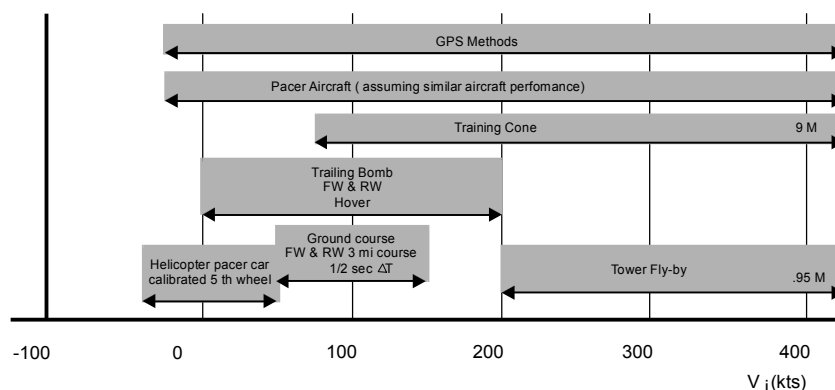 GPS Methods
Pacer Aircraft ( assuming similar aircraft perfomance)
Training Cone
9 M
Trailing Bomb
FW & RW
Hover
Ground course
FW & RW 3 mi course
1/2 sec ΔT
Helicopter pacer car
calibrated 5 th wheel
Tower Fly-by
.95 M
-100 0 100 200 300 400
V i(kts)